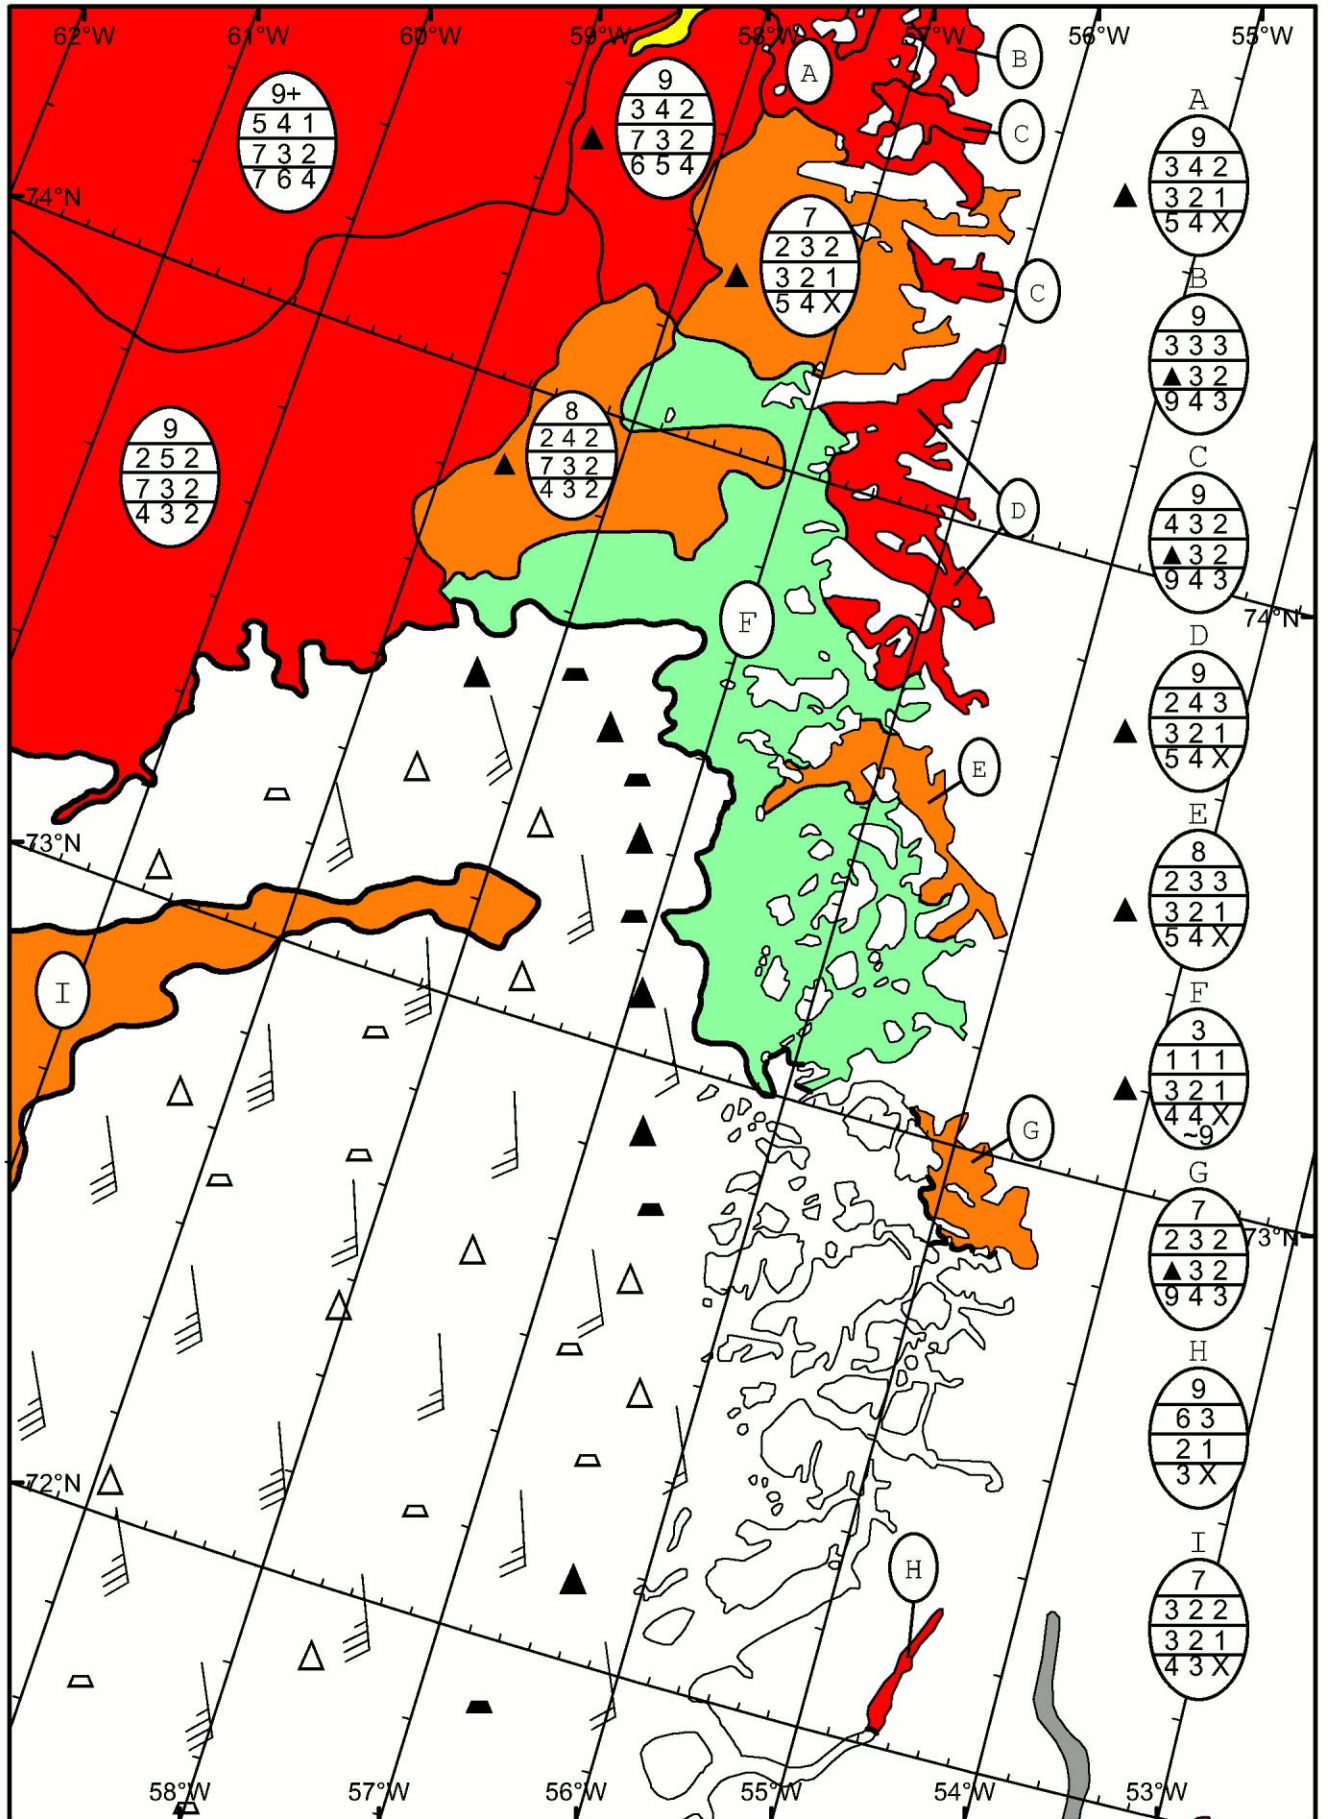 62°W 61°W 60°W 59°W 58°W 57°W 56°W 55°W
A
B
C
9+
5 4 1
7 3 2
7 6 4
9
3 4 2
7 3 2
6 5 4
74°N
7
2 3 2
3 2 1
5 4 X
C
8
2 4 2
7 3 2
4 3 2
9
2 5 2
7 3 2
4 3 2
D
F
74°N
E
73°N
I
G
73°N
72°N
H
A
9
3 4 2
3 2 1
5 4 X
B
9
3 3 3
▲ 3 2
9 4 3
C
9
4 3 2
▲ 3 2
9 4 3
D
9
2 4 3
3 2 1
5 4 X
E
8
2 3 3
3 2 1
5 4 X
F
3
1 1 1
3 2 1
4 4 X
~9
G
7
2 3 2
▲ 3 2
9 4 3
H
9
6 3
2 1
3 X
I
7
3 2 2
3 2 1
4 3 X
58°W 57°W 56°W 55°W 54°W 53°W